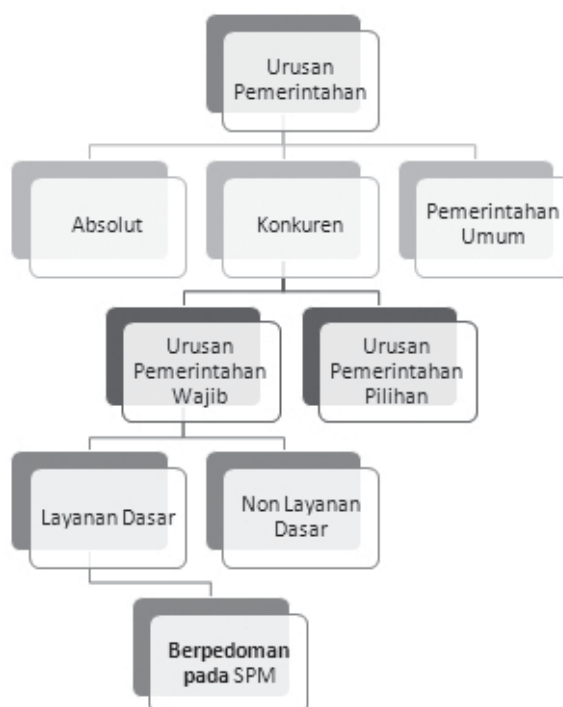 Urusan
Pemerintahan
Absolut
Konkuren
Pemerintahan
Umum
Urusan
Pemerintahan
Wajib
Urusan
Pemerintahan
Pilihan
Layanan Dasar
Non Layanan
Dasar
Berpedoman
pada SPM